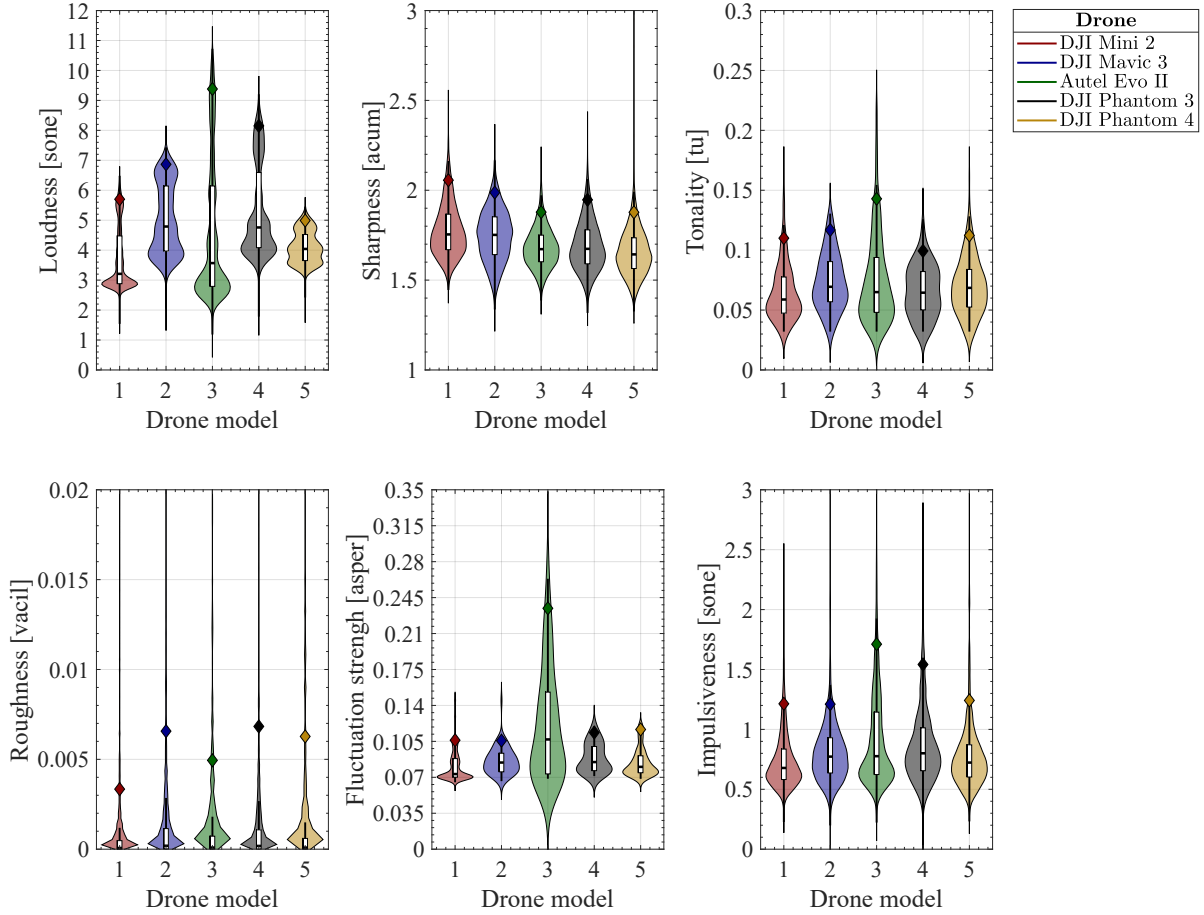 12
11
10
9
8
7
6
5
4
3
2
1
0
Loudness [sone]
1 2 3 4 5
Drone model
3
2.5
2
1.5
1
Sharpness [acum]
1 2 3 4 5
Drone model
0.3
0.25
0.2
0.15
0.1
0.05
0
Tonality [tu]
1 2 3 4 5
Drone model
Drone
DJI Mini 2
DJI Mavic 3
Autel Evo II
DJI Phantom 3
DJI Phantom 4
0.02
0.015
0.01
0.005
0
Roughness [vacil]
1 2 3 4 5
Drone model
0.35
0.315
0.28
0.245
0.21
0.175
0.14
0.105
0.07
0.035
0
Fluctuation strengh [asper]
1 2 3 4 5
Drone model
3
2.5
2
1.5
1
0.5
0
Impulsiveness [sone]
1 2 3 4 5
Drone model